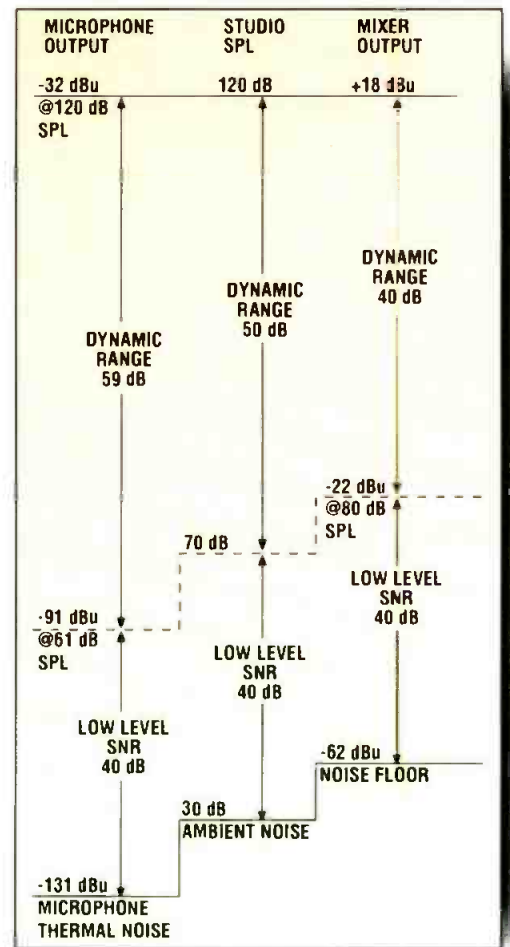 MICROPHONE OUTPUT
STUDIO SPL
MIXER OUTPUT
-32 dBu
@120 dB
SPL
120 dB
+18 dBu
DYNAMIC
RANGE
59 dB
DYNAMIC
RANGE
50 dB
DYNAMIC
RANGE
40 dB
-91 dBu
@61 dB
SPL
70 dB
-22 dBu
@80 dB
SPL
LOW LEVEL
SNR
40 dB
LOW LEVEL
SNR
40 dB
LOW LEVEL
SNR
40 dB
-131 dBu
MICROPHONE
THERMAL NOISE
30 dB
AMBIENT NOISE
-62 dBu
NOISE FLOOR